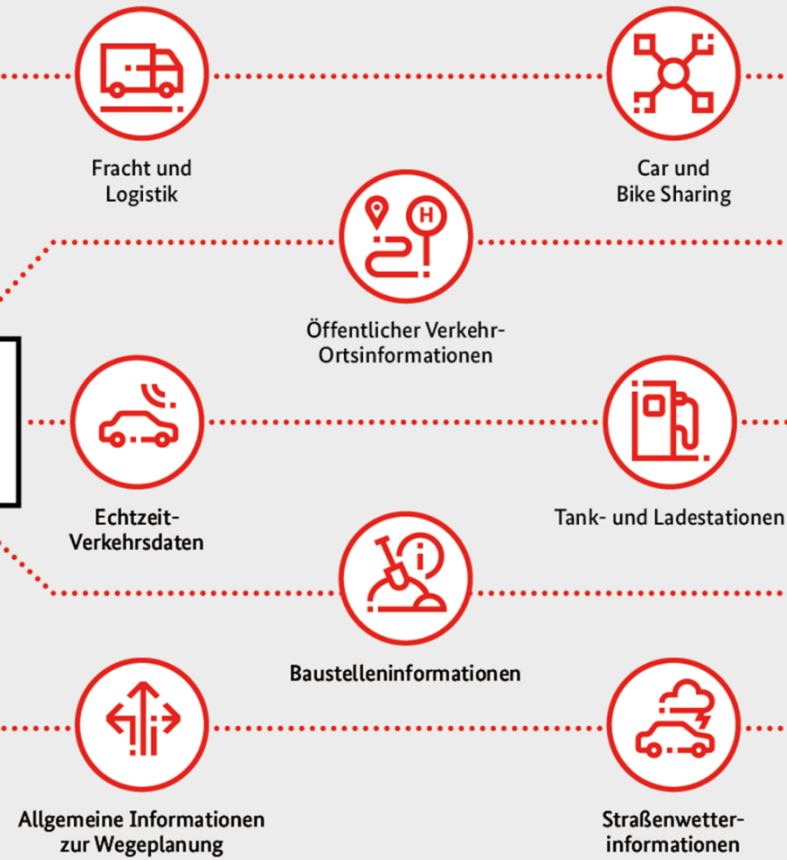 Fracht und
Logistik
Car und
Bike Sharing
H
Öffentlicher Verkehr-
Ortsinformationen
Echtzeit-
Verkehrsdaten
Tank- und Ladestationen
i
Baustelleninformationen
Allgemeine Informationen
zur Wegeplanung
Straßenwetter-
informationen